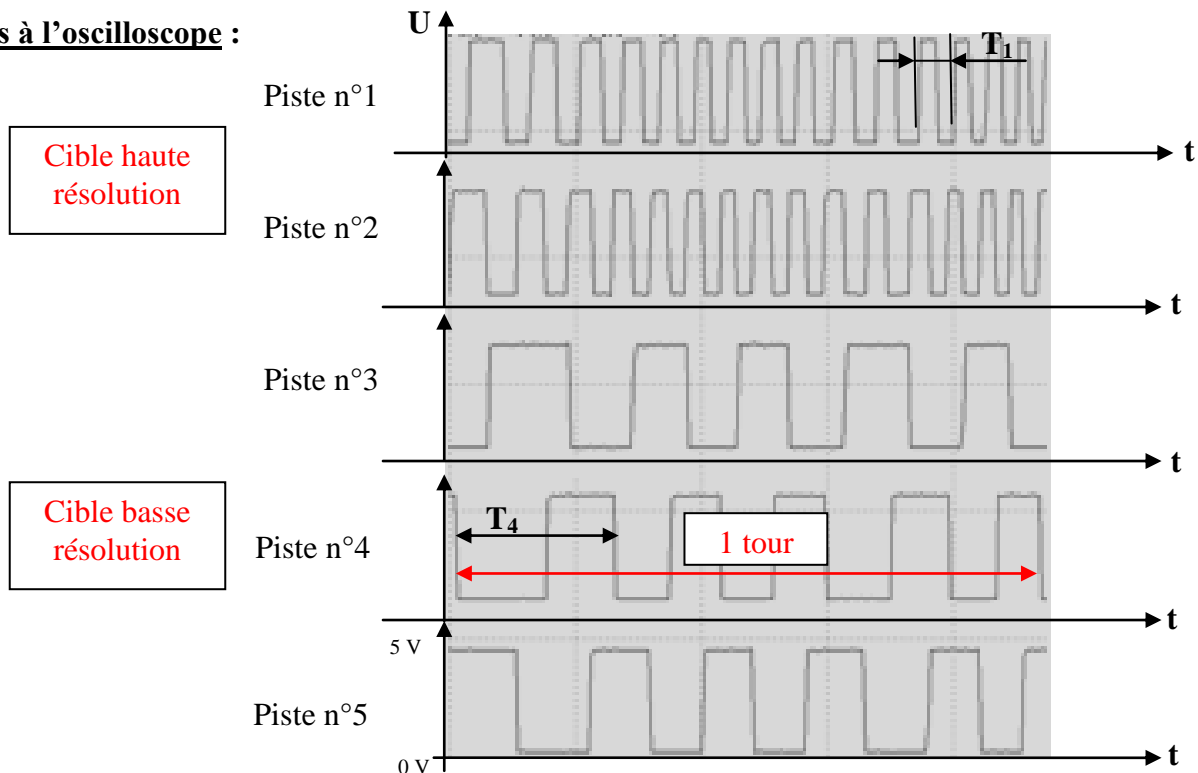 s à l’oscilloscope :
U
T₁
Piste n°1
t
Cible haute
résolution
Piste n°2
t
Piste n°3
t
Cible basse
résolution
T₄
1 tour
Piste n°4
t
5 V
Piste n°5
0 V
t